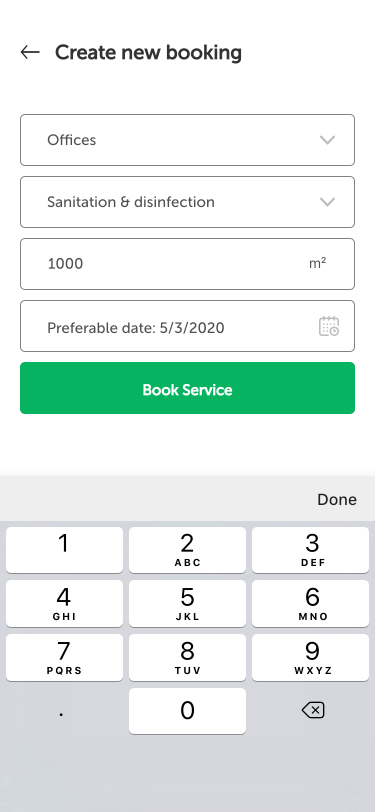 Create new booking
Offices
Sanitation & disinfection
1000 m²
Preferable date: 5/3/2020
Book Service
Done
1 2 3
ABC DEF
4 5 6
GHI JKL MNO
7 8 9
PQRS TUV WXYZ
. 0